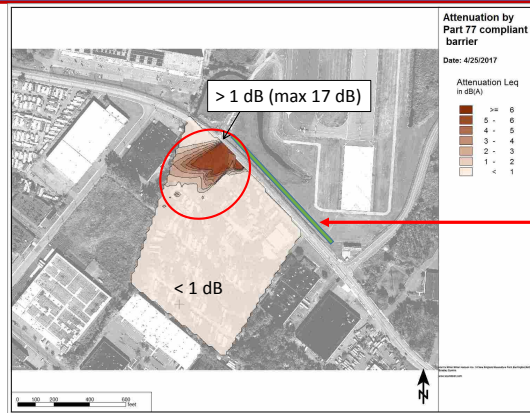 Attenuation by
Part 77 compliant
barrier
Date: 4/25/2017
Attenuation Leq
in dB(A)
>= 6
5 - 6
4 - 5
3 - 4
2 - 3
1 - 2
< 1
> 1 dB (max 17 dB)
< 1 dB
0 100 200 400 600
feet
N